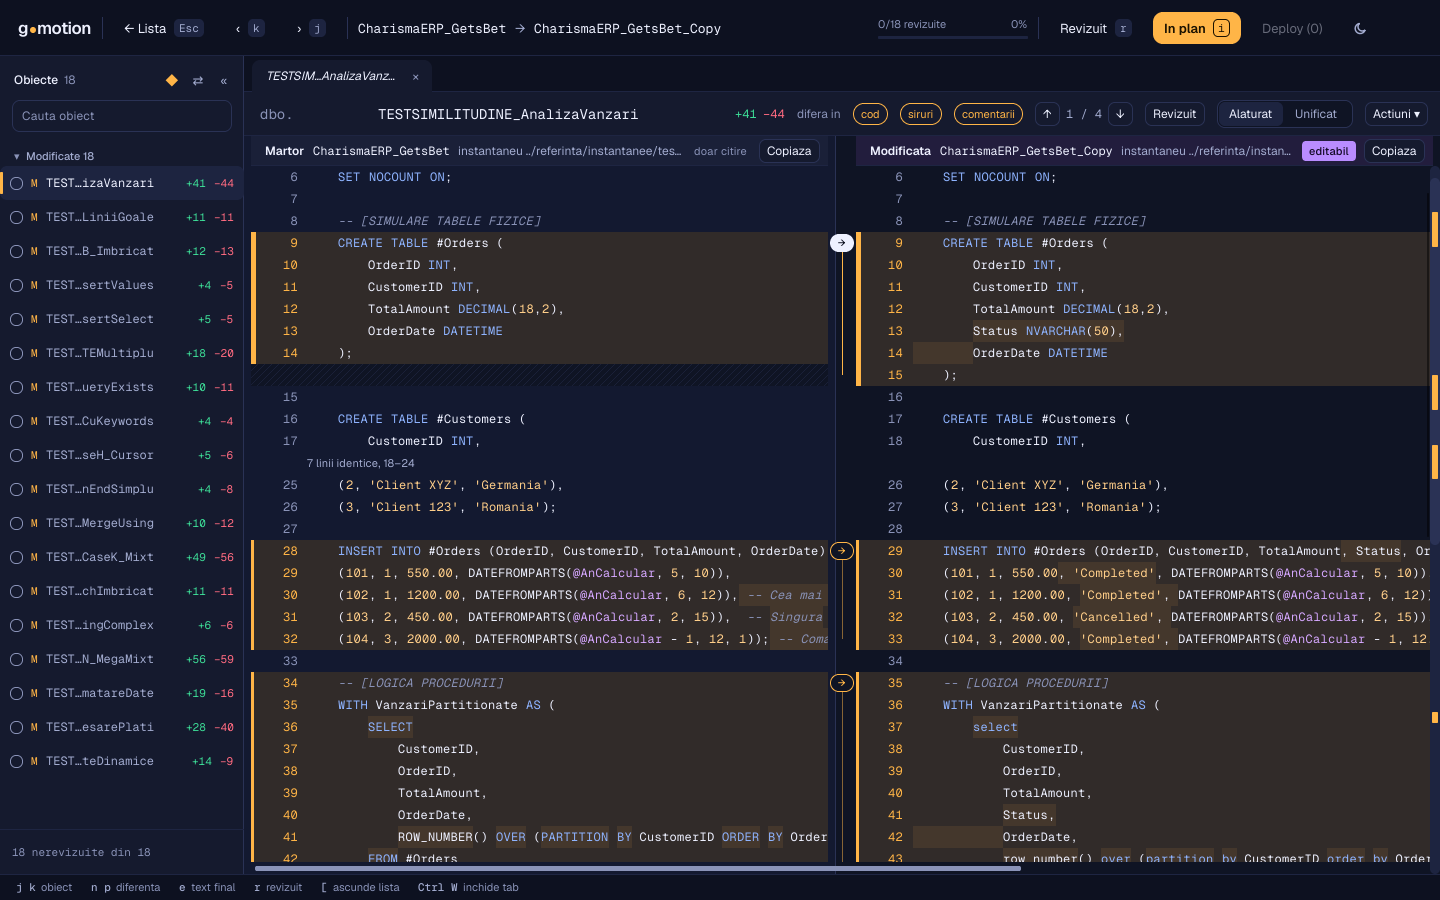 g•motion
← Lista Esc ‹ k › j CharismaERP_GetsBet → CharismaERP_GetsBet_Copy 0/18 revizuite 0% Revizuit r In plan i Deploy (0)
Obiecte 18 ⇄ «
Cauta obiect
▾ Modificate 18
M TEST…izaVanzari +41 −44
M TEST…LiniiGoale +11 −11
M TEST…B_Imbricat +12 −13
M TEST…sertValues +4 −5
M TEST…sertSelect +5 −5
M TEST…TEMultiplu +18 −20
M TEST…ueryExists +10 −11
M TEST…CuKeywords +4 −4
M TEST…seH_Cursor +5 −6
M TEST…nEndSimplu +4 −8
M TEST…MergeUsing +10 −12
M TEST…CaseK_Mixt +49 −56
M TEST…chImbricat +11 −11
M TEST…ingComplex +6 −6
M TEST…N_MegaMixt +56 −59
M TEST…matareDate +19 −16
M TEST…esarePlati +28 −40
M TEST…teDinamice +14 −9
18 nerevizuite din 18
TESTSIM…AnalizaVanz… ×
dbo. TESTSIMILITUDINE_AnalizaVanzari +41 −44 difera in cod siruri comentarii ↑ 1 / 4 ↓ Revizuit Alaturat Unificat Actiuni ▾
Martor CharismaERP_GetsBet instantaneu ../referinta/instantanee/tes… doar citire Copiaza
6 SET NOCOUNT ON;
7
8 -- [SIMULARE TABELE FIZICE]
9 CREATE TABLE #Orders (
10 OrderID INT,
11 CustomerID INT,
12 TotalAmount DECIMAL(18,2),
13 OrderDate DATETIME
14 );
15
16 CREATE TABLE #Customers (
17 CustomerID INT,
7 linii identice, 18–24
25 (2, 'Client XYZ', 'Germania'),
26 (3, 'Client 123', 'Romania');
27
28 INSERT INTO #Orders (OrderID, CustomerID, TotalAmount, OrderDate)
29 (101, 1, 550.00, DATEFROMPARTS(@AnCalcular, 5, 10)),
30 (102, 1, 1200.00, DATEFROMPARTS(@AnCalcular, 6, 12)), -- Cea mai
31 (103, 2, 450.00, DATEFROMPARTS(@AnCalcular, 2, 15)), -- Singura
32 (104, 3, 2000.00, DATEFROMPARTS(@AnCalcular - 1, 12, 1)); -- Coma
33
34 -- [LOGICA PROCEDURII]
35 WITH VanzariPartitionate AS (
36 SELECT
37 CustomerID,
38 OrderID,
39 TotalAmount,
40 OrderDate,
41 ROW_NUMBER() OVER (PARTITION BY CustomerID ORDER BY Order
42 FROM #Orders
Modificata CharismaERP_GetsBet_Copy instantaneu ../referinta/instan… editabil Copiaza
6 SET NOCOUNT ON;
7
8 -- [SIMULARE TABELE FIZICE]
→ 9 CREATE TABLE #Orders (
10 OrderID INT,
11 CustomerID INT,
12 TotalAmount DECIMAL(18,2),
13 Status NVARCHAR(50),
14 OrderDate DATETIME
15 );
16
17 CREATE TABLE #Customers (
18 CustomerID INT,
26 (2, 'Client XYZ', 'Germania'),
27 (3, 'Client 123', 'Romania');
28
→ 29 INSERT INTO #Orders (OrderID, CustomerID, TotalAmount, Status, Or
30 (101, 1, 550.00, 'Completed', DATEFROMPARTS(@AnCalcular, 5, 10))
31 (102, 1, 1200.00, 'Completed', DATEFROMPARTS(@AnCalcular, 6, 12)
32 (103, 2, 450.00, 'Cancelled', DATEFROMPARTS(@AnCalcular, 2, 15))
33 (104, 3, 2000.00, 'Completed', DATEFROMPARTS(@AnCalcular - 1, 12
34
→ 35 -- [LOGICA PROCEDURII]
36 WITH VanzariPartitionate AS (
37 select
38 CustomerID,
39 OrderID,
40 TotalAmount,
41 Status,
42 OrderDate,
43 row_number() over (partition by CustomerID order by Order
j k obiect n p diferenta e text final r revizuit [ ascunde lista Ctrl W inchide tab